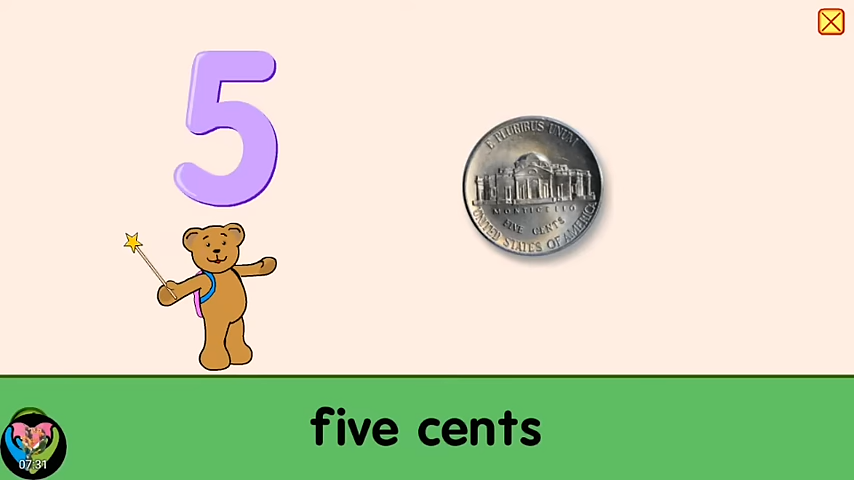 5
E PLURIBUS UNUM
MONTICELLO
FIVE CENTS
UNITED STATES OF AMERICA
five cents
07:31